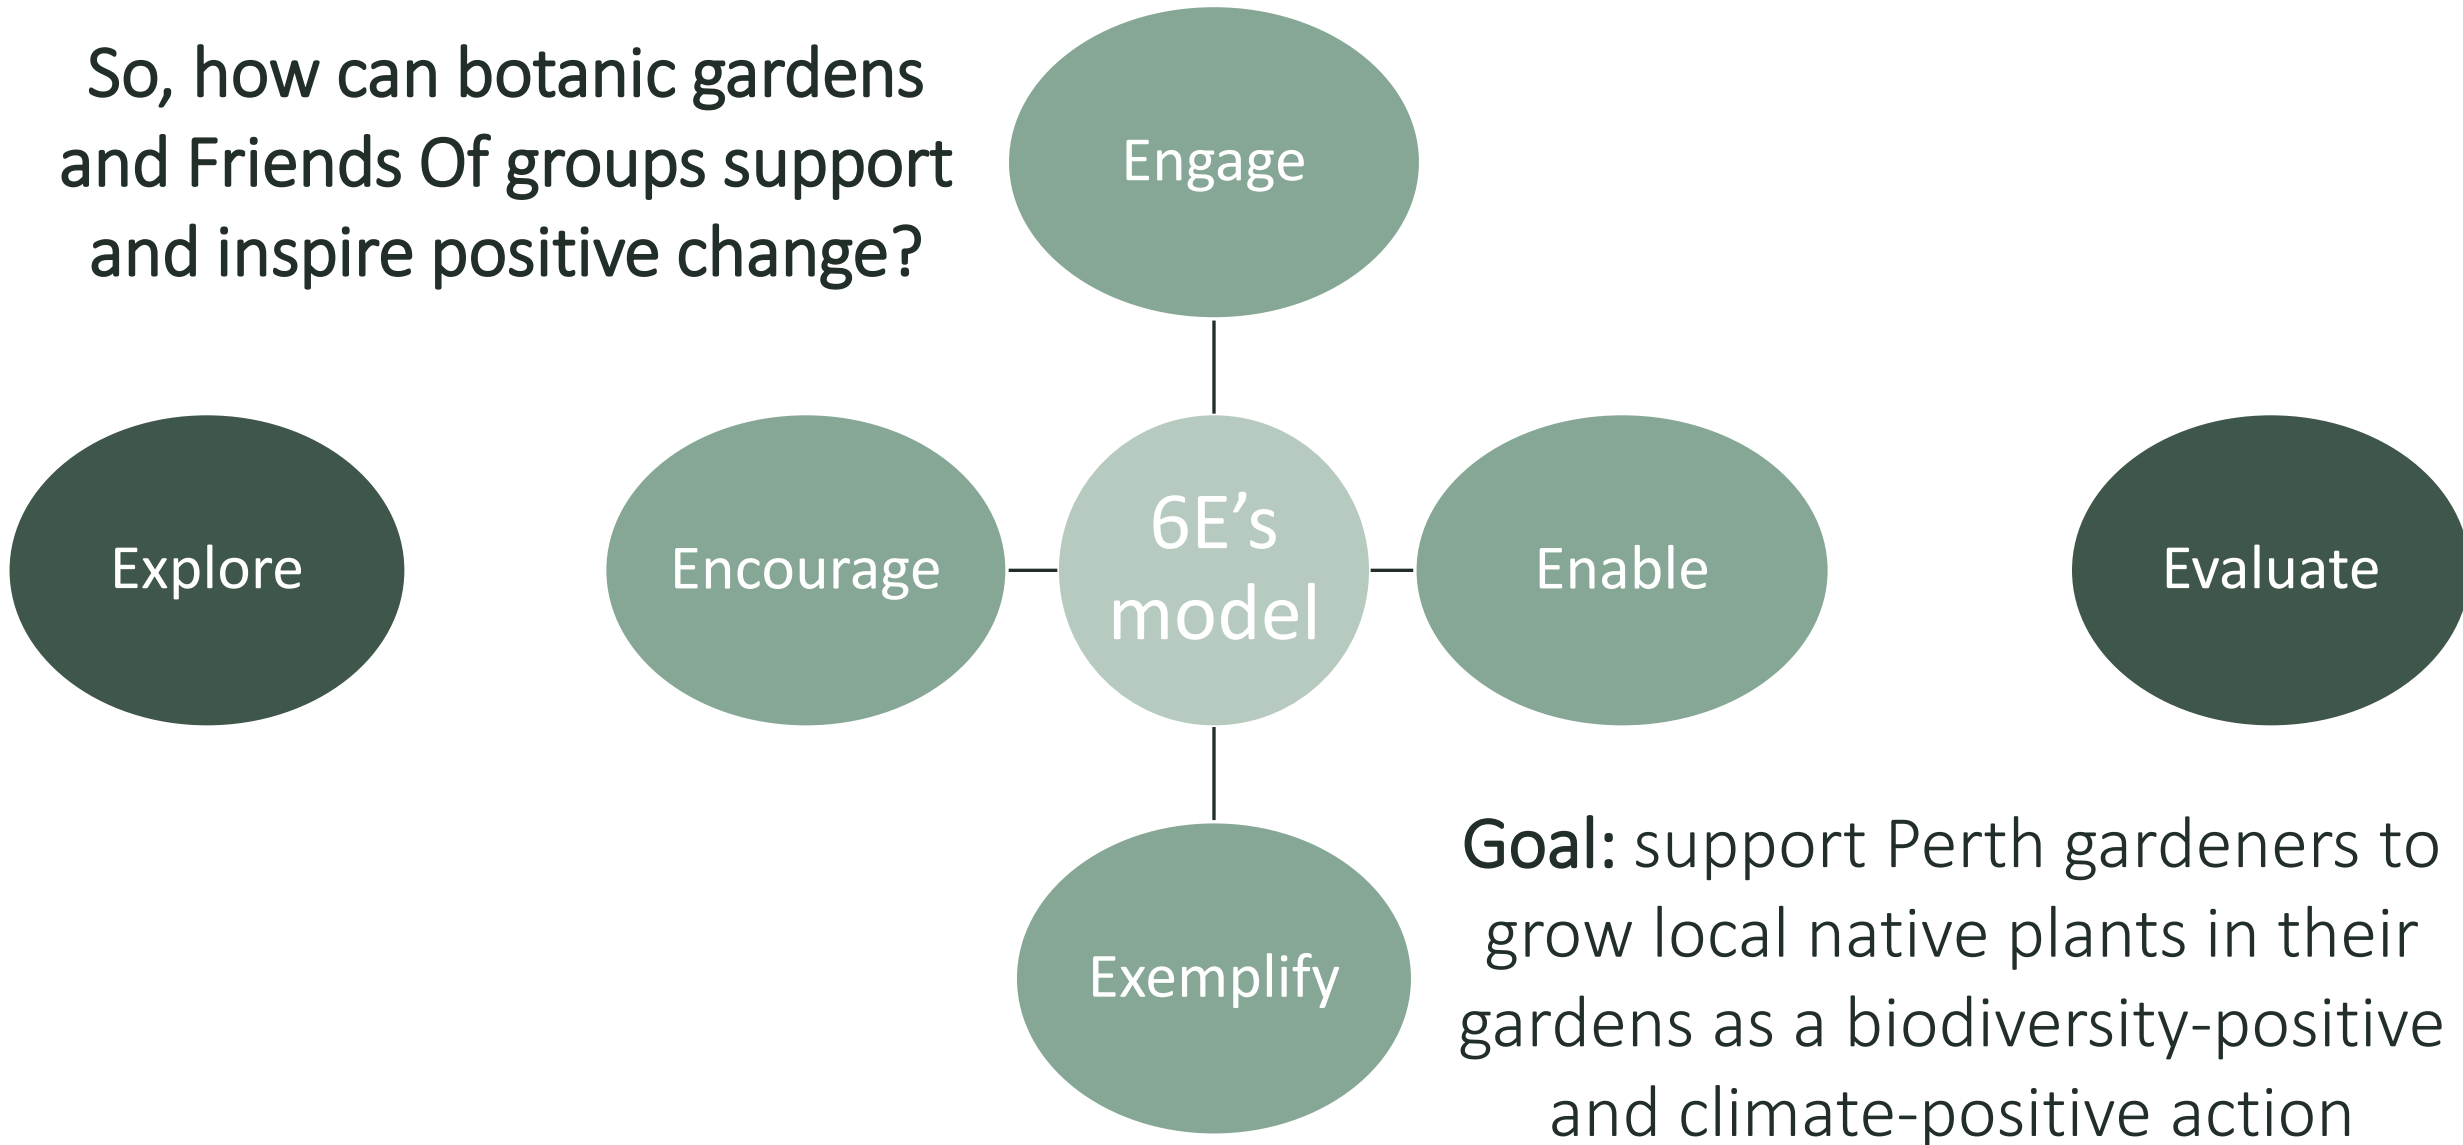 So, how can botanic gardens
and Friends Of groups support
and inspire positive change?
Engage
Explore
Encourage
6E’s
model
Enable
Evaluate
Exemplify
Goal: support Perth gardeners to
grow local native plants in their
gardens as a biodiversity-positive
and climate-positive action